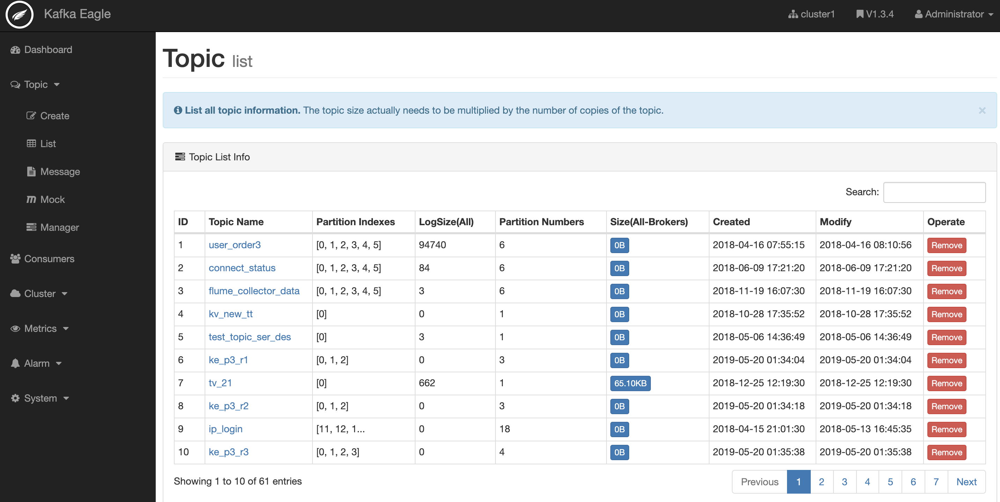 Kafka Eagle cluster1 V1.3.4 Administrator
Dashboard
Topic
Create
List
Message
Mock
Manager
Consumers
Cluster
Metrics
Alarm
System
Topic list
List all topic information. The topic size actually needs to be multiplied by the number of copies of the topic. ×
Topic List Info
Search:
ID Topic Name Partition Indexes LogSize(All) Partition Numbers Size(All-Brokers) Created Modify Operate
1 user_order3 [0, 1, 2, 3, 4, 5] 94740 6 0B 2018-04-16 07:55:15 2018-04-16 08:10:56 Remove
2 connect_status [0, 1, 2, 3, 4, 5] 84 6 0B 2018-06-09 17:21:20 2018-06-09 17:21:20 Remove
3 flume_collector_data [0, 1, 2, 3, 4, 5] 3 6 0B 2018-11-19 16:07:30 2018-11-19 16:07:30 Remove
4 kv_new_tt [0] 0 1 0B 2018-10-28 17:35:52 2018-10-28 17:35:52 Remove
5 test_topic_ser_des [0] 3 1 0B 2018-05-06 14:36:49 2018-05-06 14:36:49 Remove
6 ke_p3_r1 [0, 1, 2] 0 3 0B 2019-05-20 01:34:04 2019-05-20 01:34:04 Remove
7 tv_21 [0] 662 1 65.10KB 2018-12-25 12:19:30 2018-12-25 12:19:30 Remove
8 ke_p3_r2 [0, 1, 2] 0 3 0B 2019-05-20 01:34:18 2019-05-20 01:34:18 Remove
9 ip_login [11, 12, 1... 0 18 0B 2018-04-15 21:01:30 2018-05-13 16:45:35 Remove
10 ke_p3_r3 [0, 1, 2, 3] 0 4 0B 2019-05-20 01:35:38 2019-05-20 01:35:38 Remove
Showing 1 to 10 of 61 entries Previous 1 2 3 4 5 6 7 Next